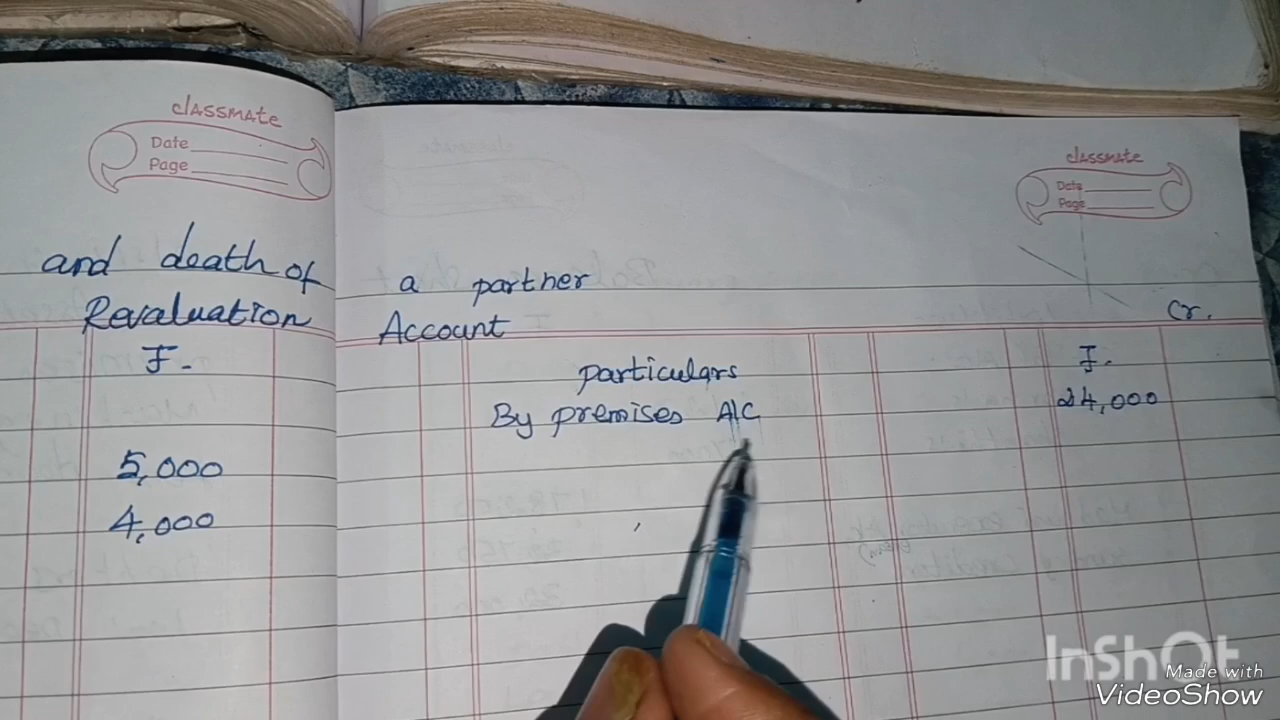 classmate
Date
Page
classmate
Date
Page
and death of a partner
Revaluation Account
Cr.
₹.
particulars
₹.
By premises A/C
24,000
5,000
4,000
InShOt
Made with
VideoShow